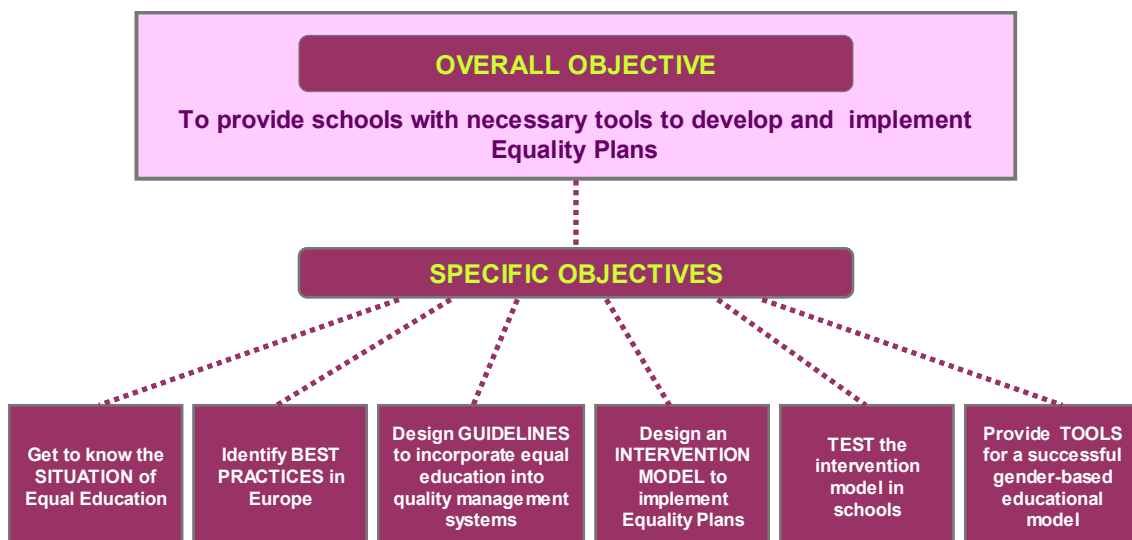 OVERALL OBJECTIVE
To provide schools with necessary tools to develop and implement
Equality Plans
SPECIFIC OBJECTIVES
Get to know the
SITUATION of
Equal Education
Identify BEST
PRACTICES in
Europe
Design GUIDELINES
to incorporate equal
education into
quality management
systems
Design an
INTERVENTION
MODEL to
implement
Equality Plans
TEST the
intervention
model in
schools
Provide TOOLS
for a successful
gender-based
educational
model